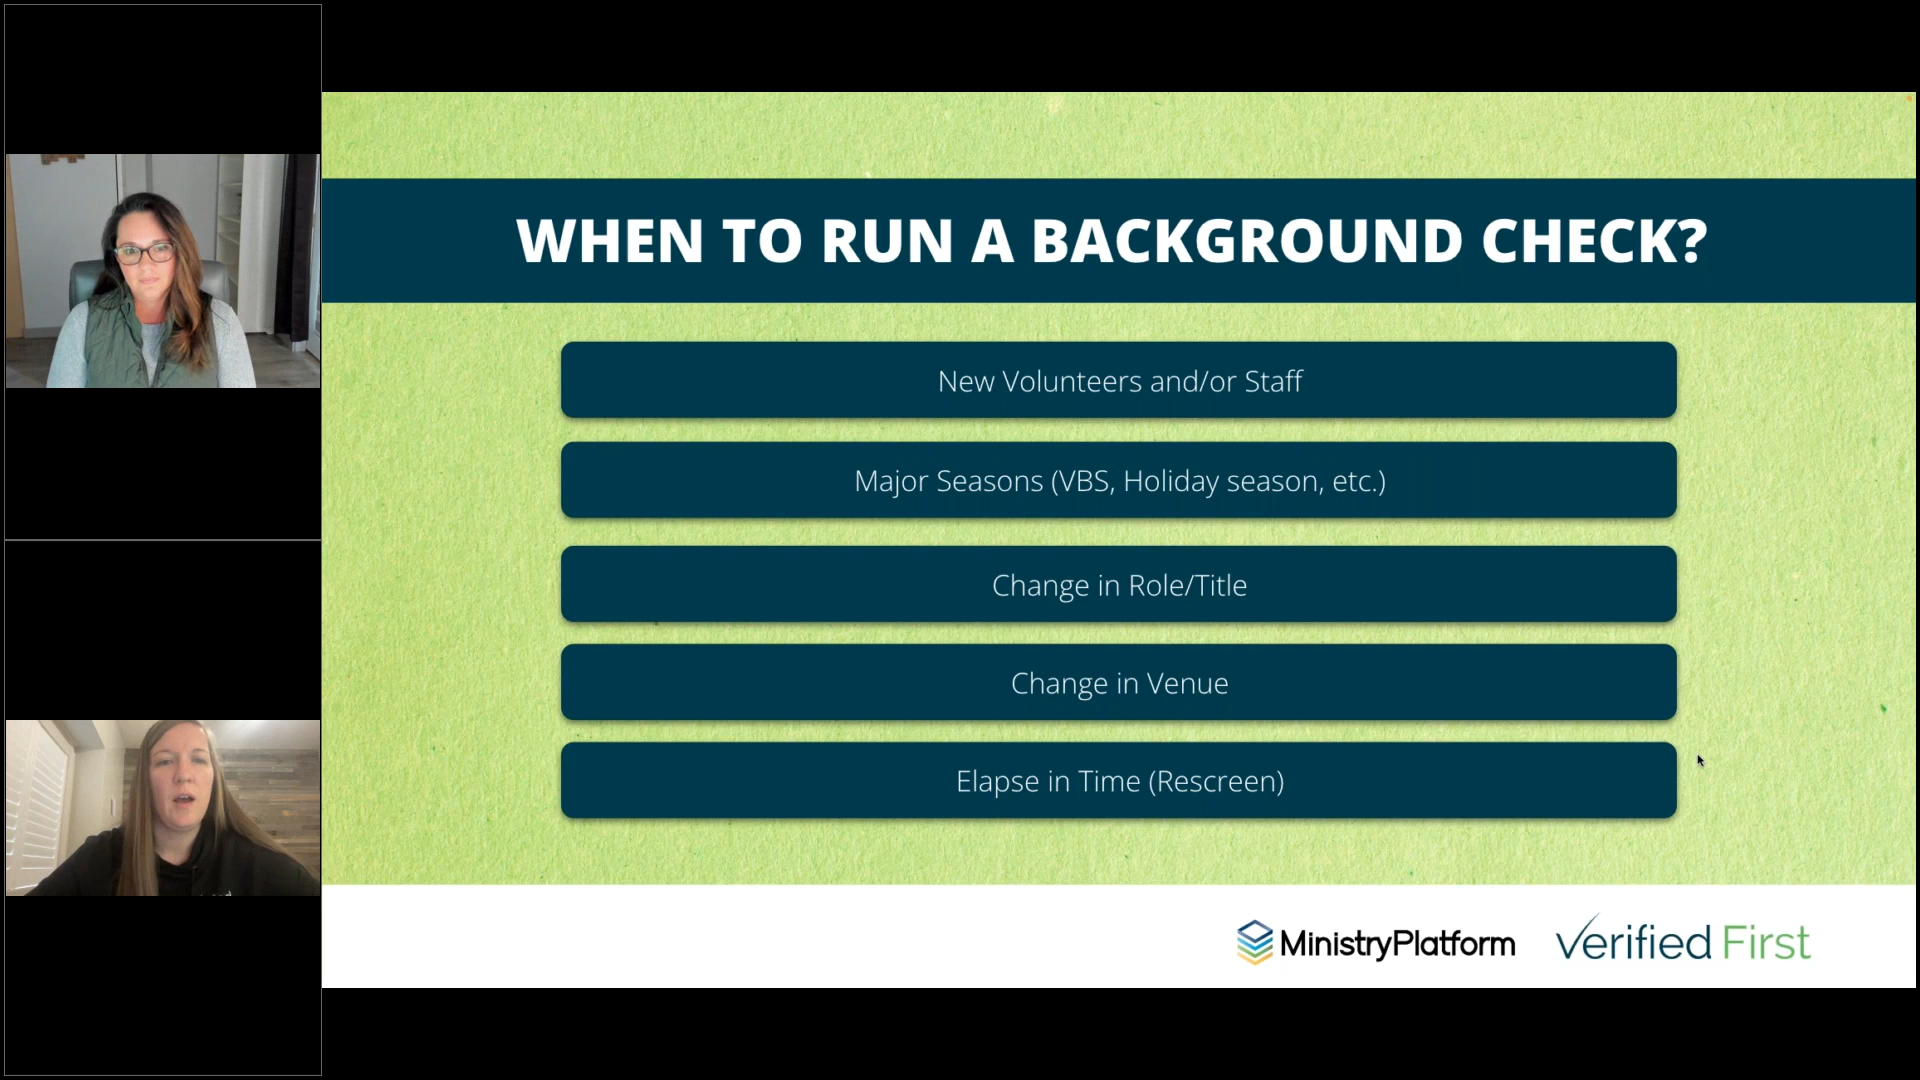 WHEN TO RUN A BACKGROUND CHECK?
New Volunteers and/or Staff
Major Seasons (VBS, Holiday season, etc.)
Change in Role/Title
Change in Venue
Elapse in Time (Rescreen)
MinistryPlatform
Verified First